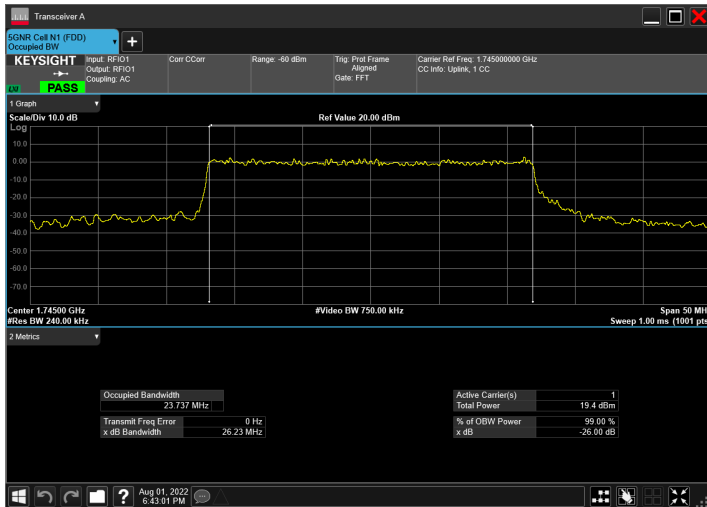 Transceiver A
5GNR Cell N1 (FDD)
Occupied BW
KEYSIGHT
LXI
PASS
Input: RFIO1
Output: RFIO1
Coupling: AC
Corr CCorr
Range: -60 dBm
Trig: Prot Frame
Aligned
Gate: FFT
Carrier Ref Freq: 1.745000000 GHz
CC Info: Uplink, 1 CC
1 Graph
Scale/Div 10.0 dB
Ref Value 20.00 dBm
Log
10.0
0.00
-10.0
-20.0
-30.0
-40.0
-50.0
-60.0
-70.0
Center 1.74500 GHz
#Video BW 750.00 kHz
Span 50 MH
#Res BW 240.00 kHz
Sweep 1.00 ms (1001 pts
2 Metrics
Occupied Bandwidth
23.737 MHz
Transmit Freq Error 0 Hz
x dB Bandwidth 26.23 MHz
Active Carrier(s) 1
Total Power 19.4 dBm
% of OBW Power 99.00 %
x dB -26.00 dB
?
Aug 01, 2022
6:43:01 PM